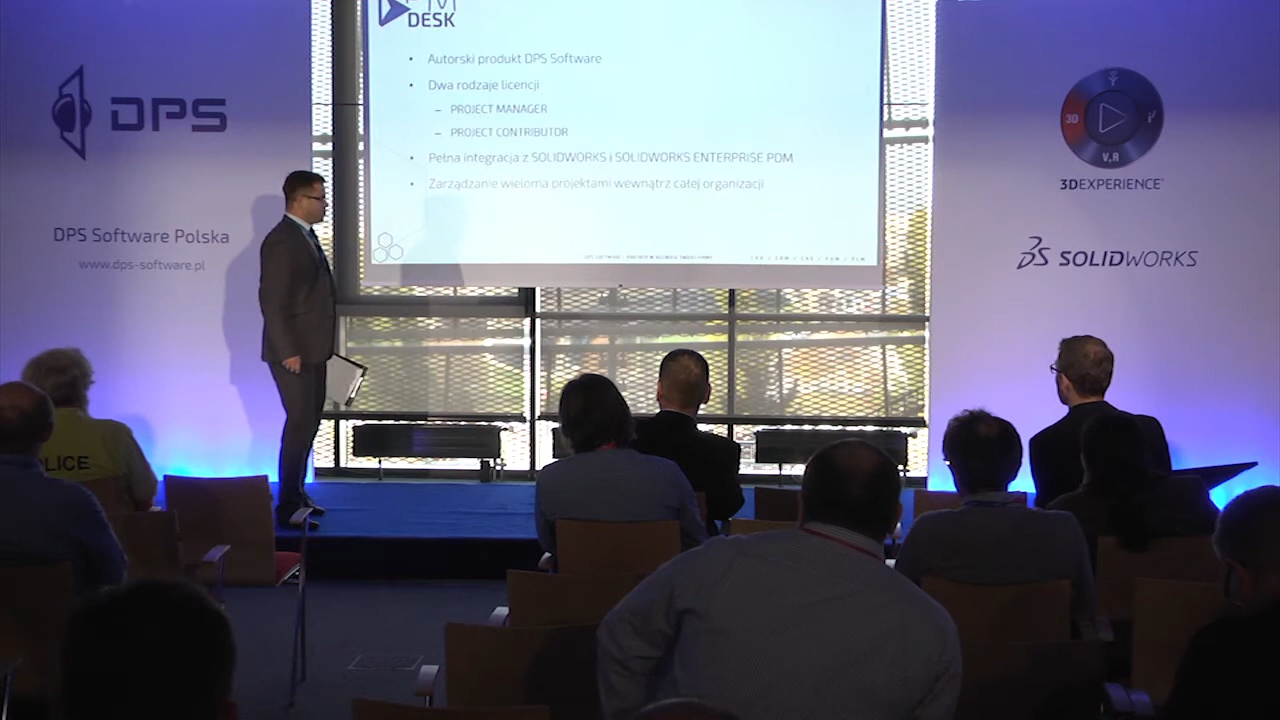 DESK
• Autorski produkt DPS Software
• Dwa rodzaje licencji
– PROJECT MANAGER
– PROJECT CONTRIBUTOR
• Pełna integracja z SOLIDWORKS i SOLIDWORKS ENTERPRISE PDM
• Zarządzanie wieloma projektami wewnątrz całej organizacji
DPS
DPS Software Polska
www.dps-software.pl
3D
V,R
3DEXPERIENCE
SOLIDWORKS
LICE